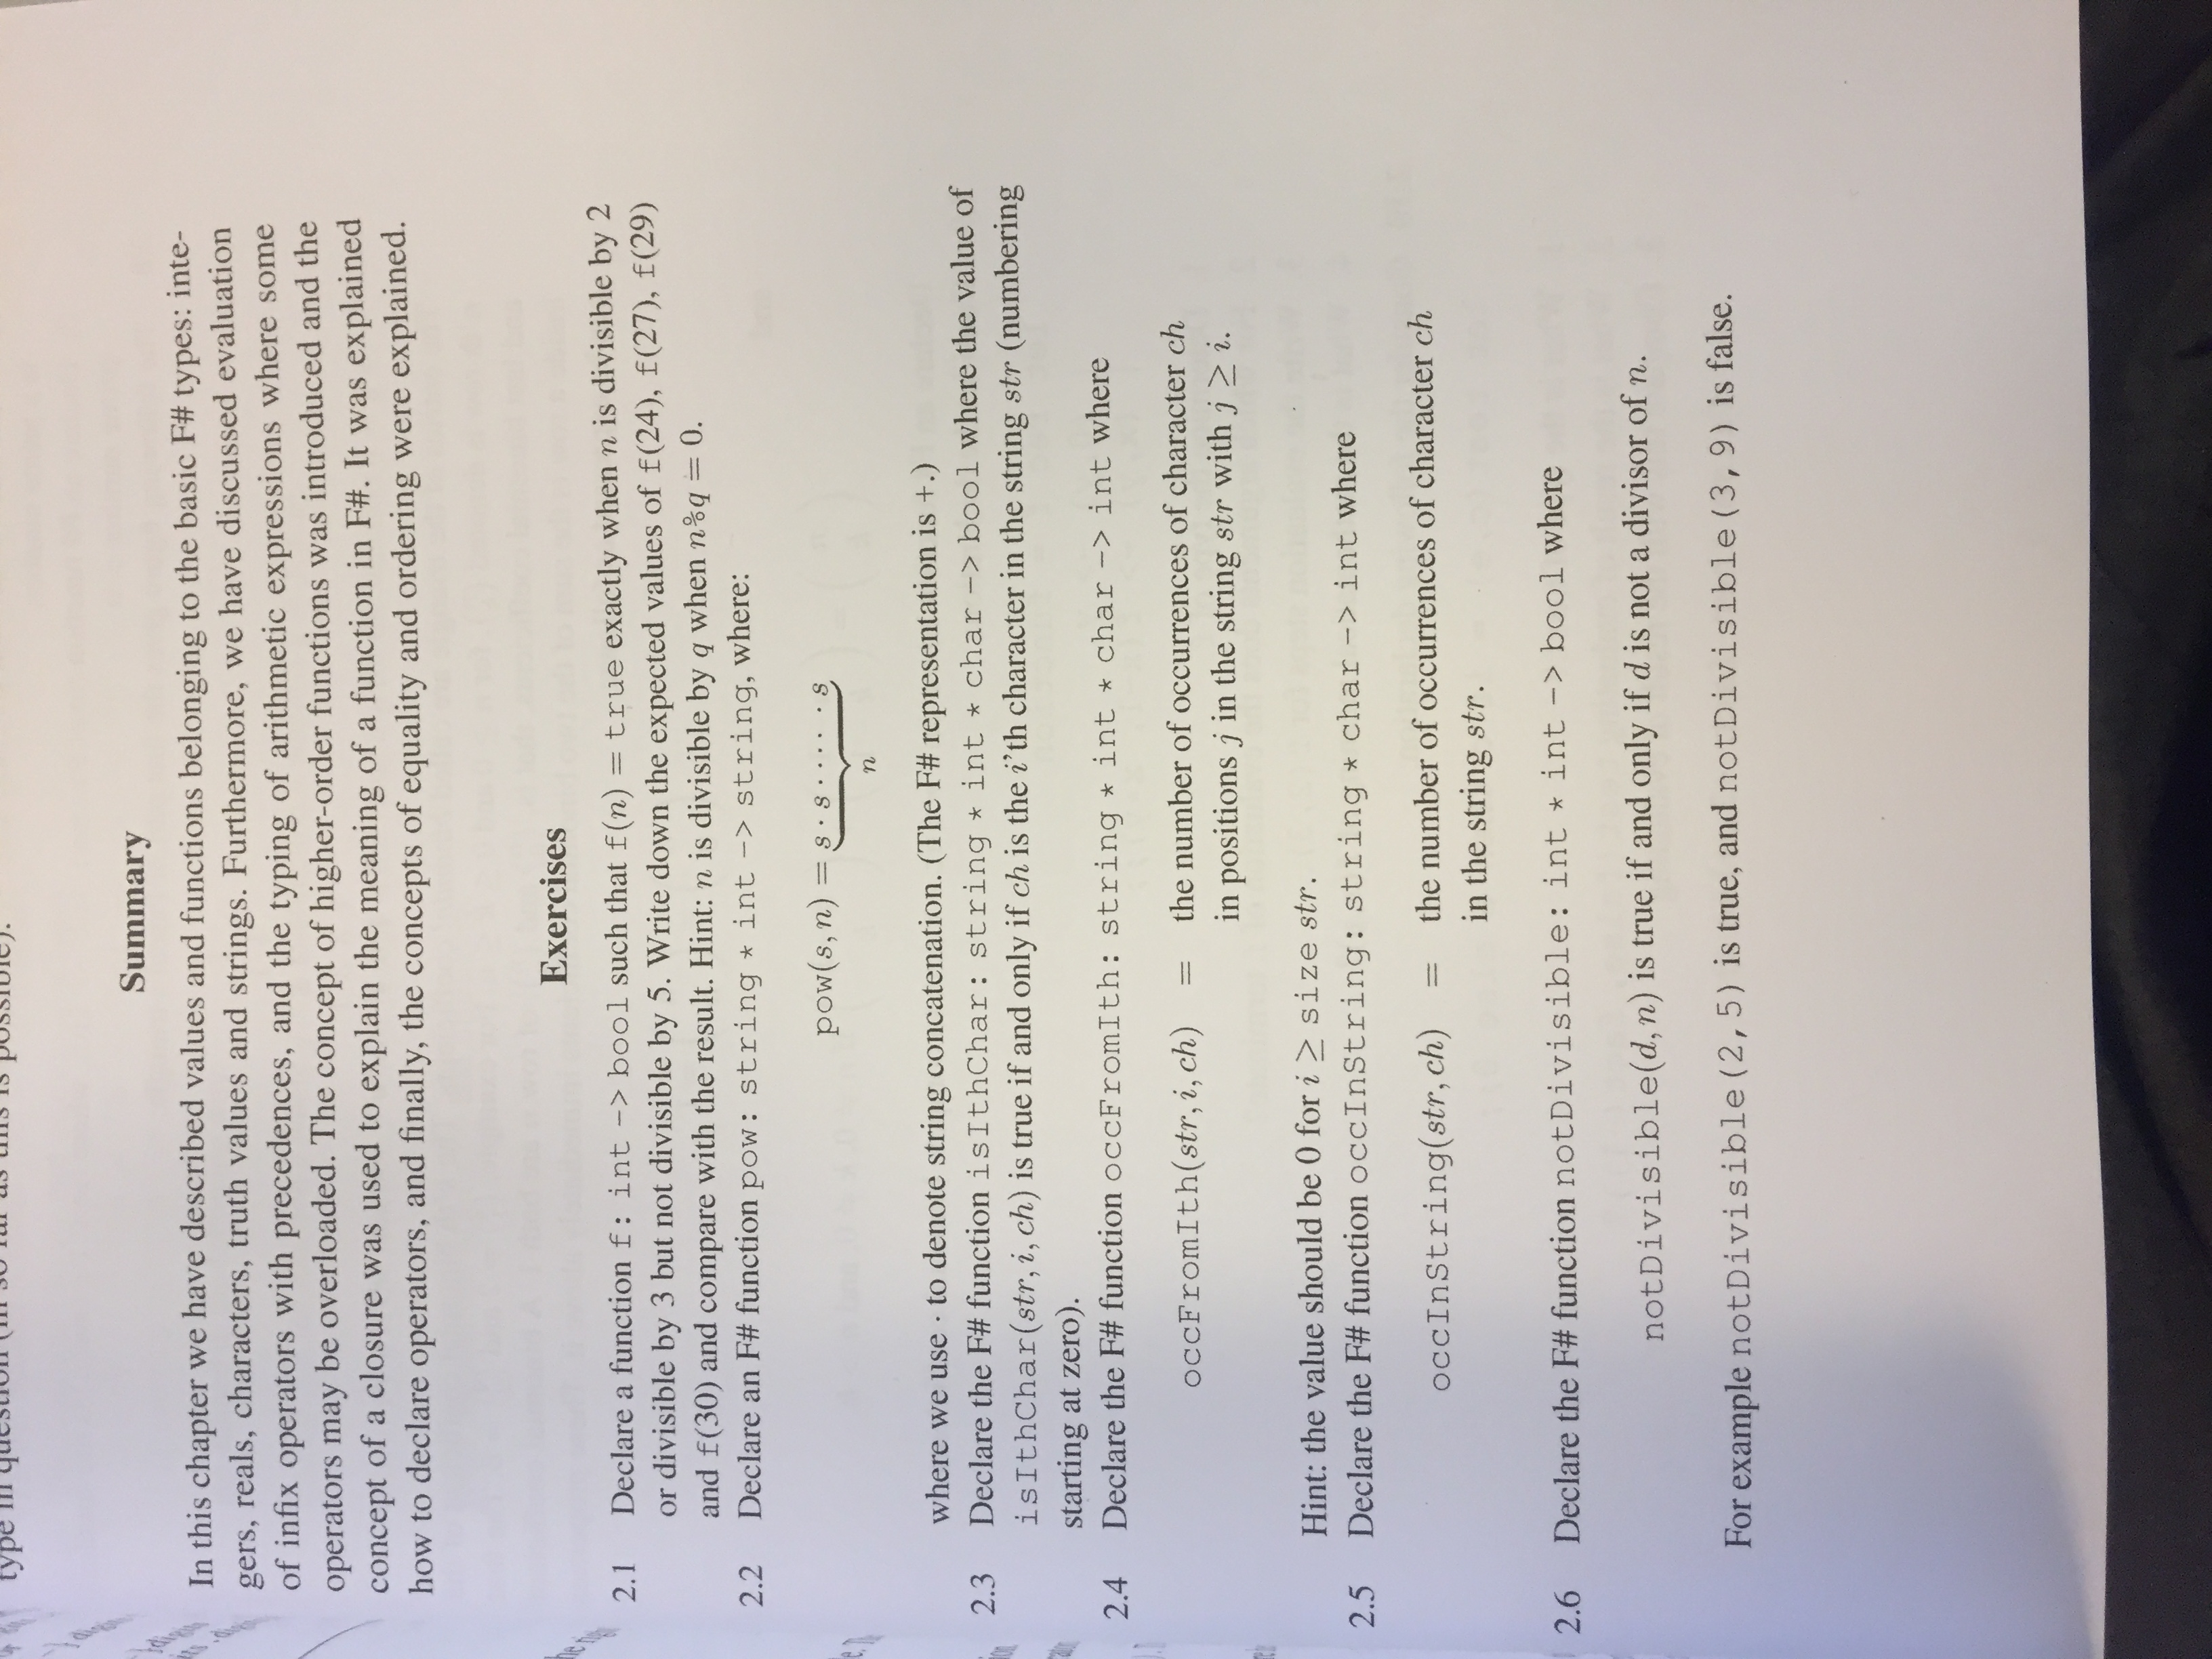 type in question (in so far as this is possible).
Summary
In this chapter we have described values and functions belonging to the basic F# types: inte-
gers, reals, characters, truth values and strings. Furthermore, we have discussed evaluation
of infix operators with precedences, and the typing of arithmetic expressions where some
operators may be overloaded. The concept of higher-order functions was introduced and the
concept of a closure was used to explain the meaning of a function in F#. It was explained
how to declare operators, and finally, the concepts of equality and ordering were explained.
Exercises
2.1 Declare a function f: int -> bool such that f(n) = true exactly when n is divisible by 2
or divisible by 3 but not divisible by 5. Write down the expected values of f(24), f(27), f(29)
and f(30) and compare with the result. Hint: n is divisible by q when n%q = 0.
2.2 Declare an F# function pow: string * int -> string, where:
pow(s, n) = s · s · ··· · s
n
where we use · to denote string concatenation. (The F# representation is +.)
2.3 Declare the F# function isIthChar: string * int * char -> bool where the value of
isIthChar(str, i, ch) is true if and only if ch is the i’th character in the string str (numbering
starting at zero).
2.4 Declare the F# function occFromIth: string * int * char -> int where
occFromIth(str, i, ch) = the number of occurrences of character ch
in positions j in the string str with j ≥ i.
Hint: the value should be 0 for i ≥ size str.
2.5 Declare the F# function occInString: string * char -> int where
occInString(str, ch) = the number of occurrences of character ch
in the string str.
2.6 Declare the F# function notDivisible: int * int -> bool where
notDivisible(d, n) is true if and only if d is not a divisor of n.
For example notDivisible(2,5) is true, and notDivisible(3,9) is false.